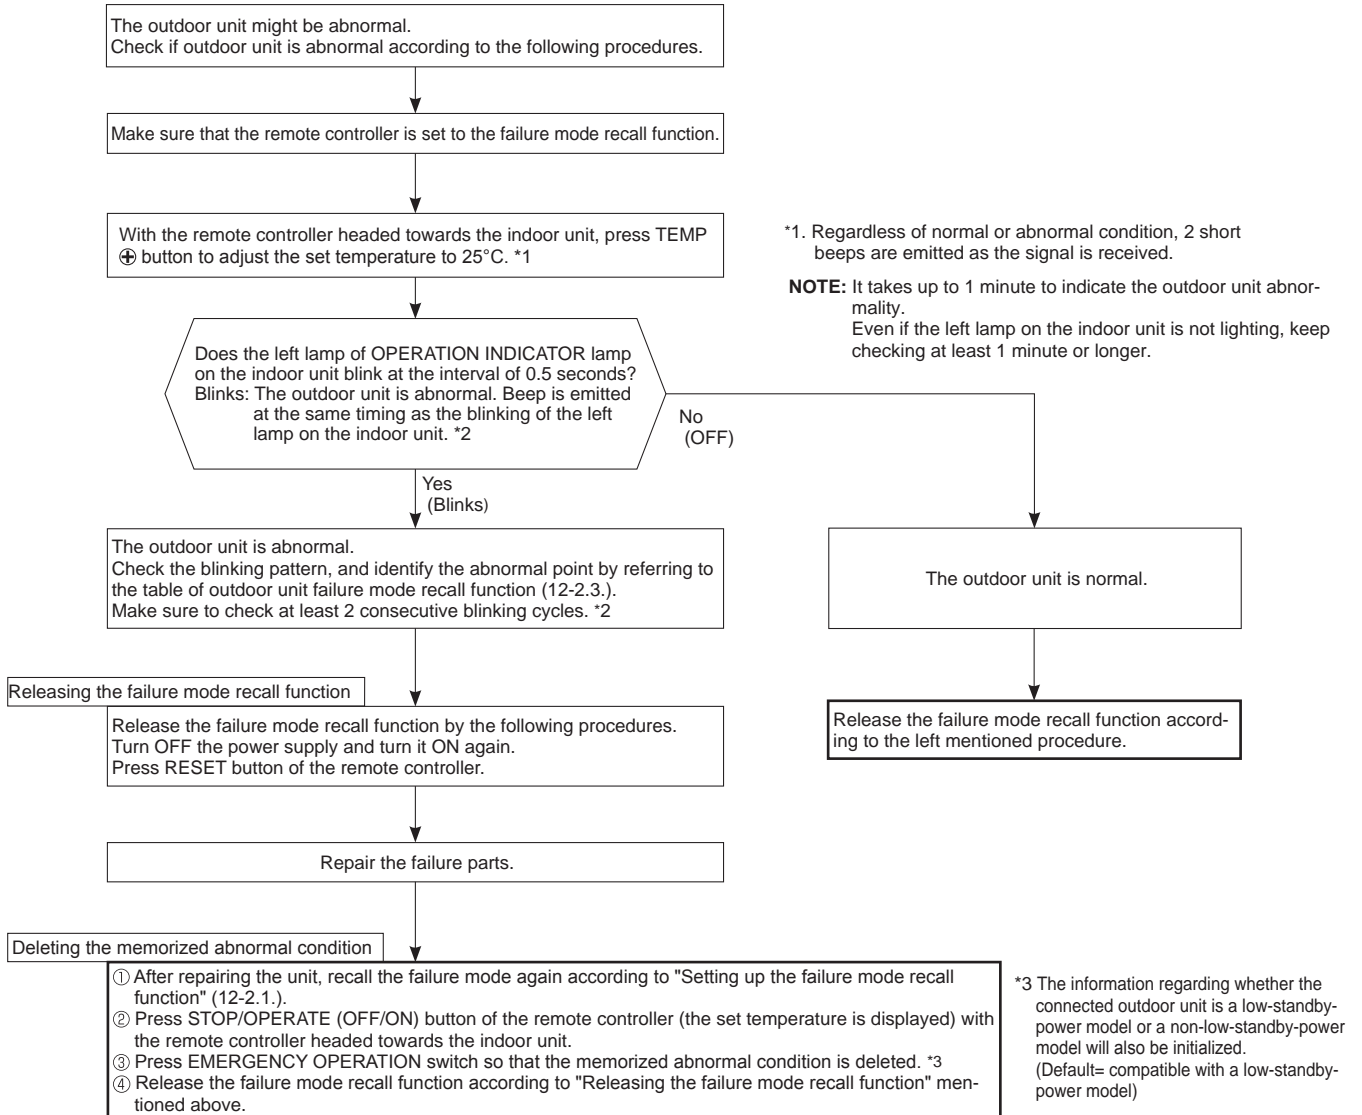 The outdoor unit might be abnormal.
Check if outdoor unit is abnormal according to the following procedures.
Make sure that the remote controller is set to the failure mode recall function.
With the remote controller headed towards the indoor unit, press TEMP
⊕ button to adjust the set temperature to 25°C. *1
*1. Regardless of normal or abnormal condition, 2 short
beeps are emitted as the signal is received.
NOTE: It takes up to 1 minute to indicate the outdoor unit abnor-
mality.
Even if the left lamp on the indoor unit is not lighting, keep
checking at least 1 minute or longer.
Does the left lamp of OPERATION INDICATOR lamp
on the indoor unit blink at the interval of 0.5 seconds?
Blinks: The outdoor unit is abnormal. Beep is emitted
at the same timing as the blinking of the left
lamp on the indoor unit. *2
No
(OFF)
Yes
(Blinks)
The outdoor unit is abnormal.
Check the blinking pattern, and identify the abnormal point by referring to
the table of outdoor unit failure mode recall function (12-2.3.).
Make sure to check at least 2 consecutive blinking cycles. *2
The outdoor unit is normal.
Releasing the failure mode recall function
Release the failure mode recall function by the following procedures.
Turn OFF the power supply and turn it ON again.
Press RESET button of the remote controller.
Release the failure mode recall function accord-
ing to the left mentioned procedure.
Repair the failure parts.
Deleting the memorized abnormal condition
① After repairing the unit, recall the failure mode again according to "Setting up the failure mode recall
function" (12-2.1.).
② Press STOP/OPERATE (OFF/ON) button of the remote controller (the set temperature is displayed) with
the remote controller headed towards the indoor unit.
③ Press EMERGENCY OPERATION switch so that the memorized abnormal condition is deleted. *3
④ Release the failure mode recall function according to "Releasing the failure mode recall function" men-
tioned above.
*3 The information regarding whether the
connected outdoor unit is a low-standby-
power model or a non-low-standby-power
model will also be initialized.
(Default= compatible with a low-standby-
power model)